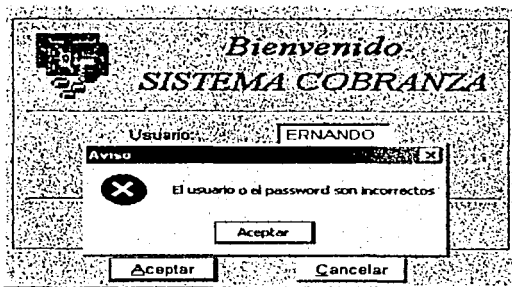 Bienvenido
SISTEMA COBRANZA
Usuario: ERNANDO
Aviso
El usuario o el password son incorrectos
Aceptar
Aceptar Cancelar